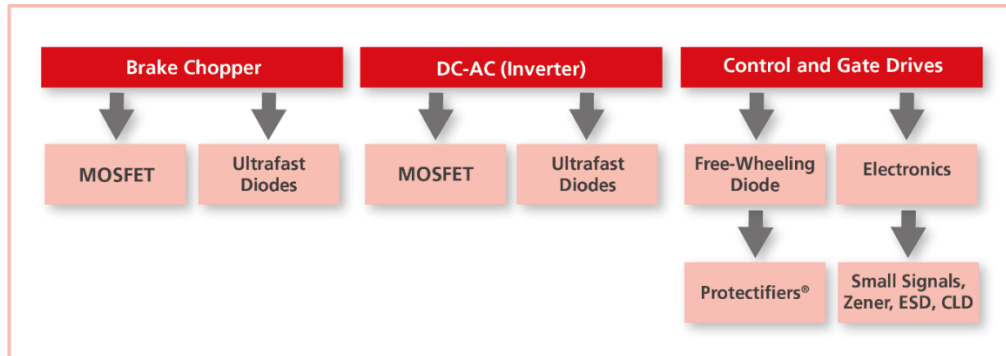 Brake Chopper
DC-AC (Inverter)
Control and Gate Drives
MOSFET
Ultrafast
Diodes
MOSFET
Ultrafast
Diodes
Free-Wheeling
Diode
Electronics
Protectifiers®
Small Signals,
Zener, ESD, CLD